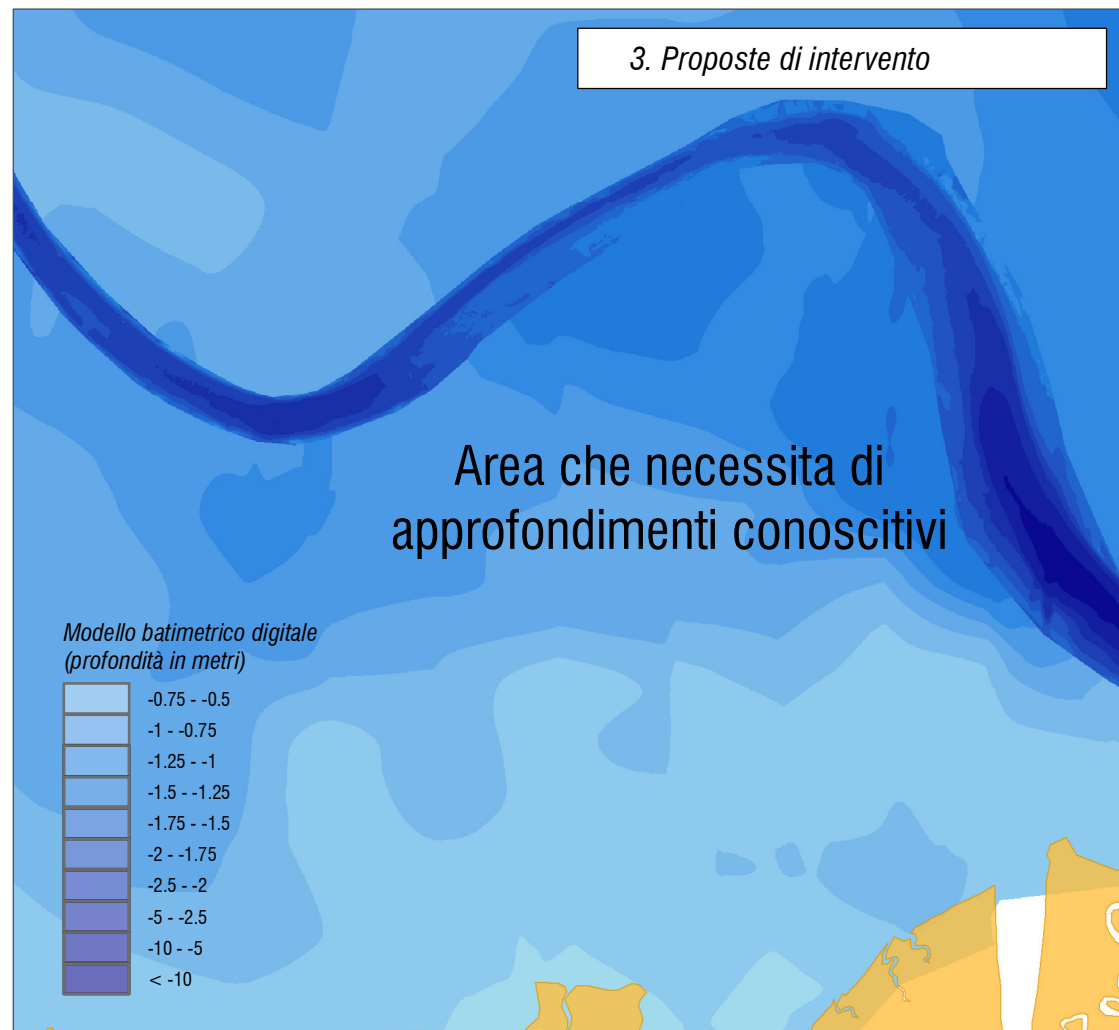 3. Proposte di intervento
Area che necessita di
approfondimenti conoscitivi
Modello batimetrico digitale
(profondità in metri)
-0.75 - -0.5
-1 - -0.75
-1.25 - -1
-1.5 - -1.25
-1.75 - -1.5
-2 - -1.75
-2.5 - -2
-5 - -2.5
-10 - -5
< -10